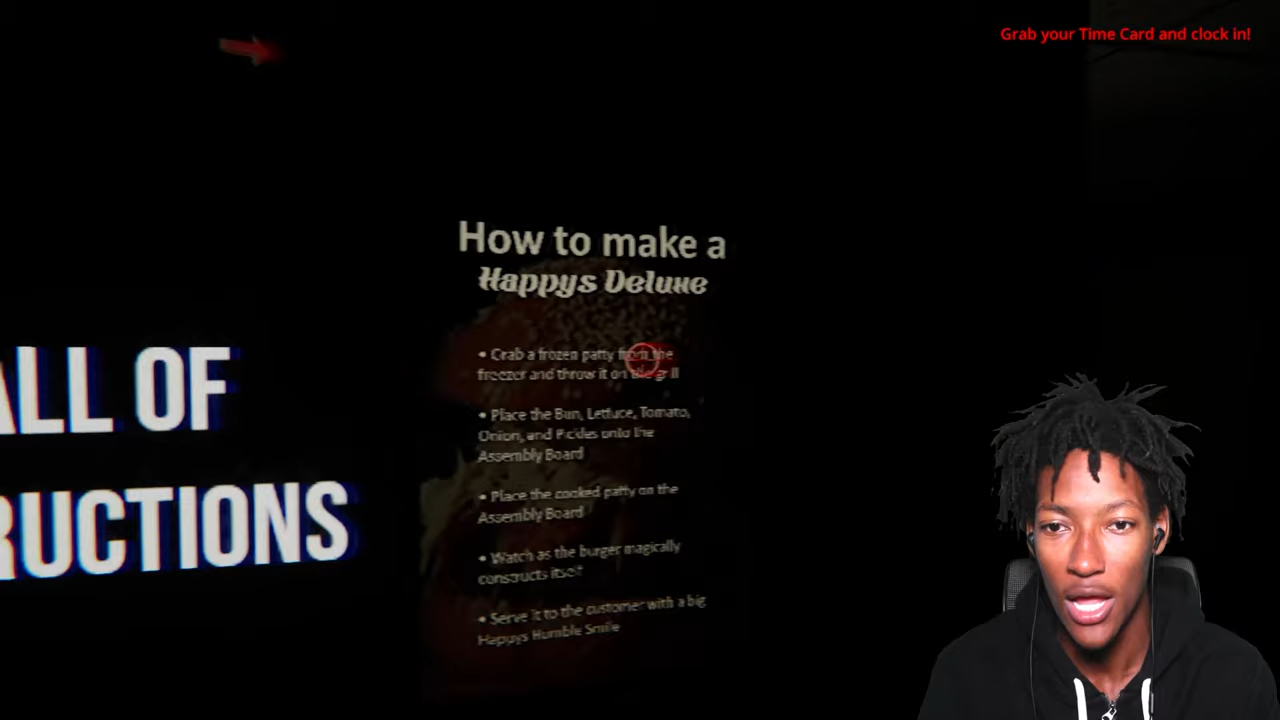 Grab your Time Card and clock in!
How to make a
Happys Deluxe
• Grab a frozen patty from the
freezer and throw it on the grill
• Place the Bun, Lettuce, Tomato,
Onion, and Pickles onto the
Assembly Board
• Place the cooked patty on the
Assembly Board
• Watch as the burger magically
constructs itself
• Serve it to the customer with a big
Happys Humble Smile
ALL OF
RUCTIONS